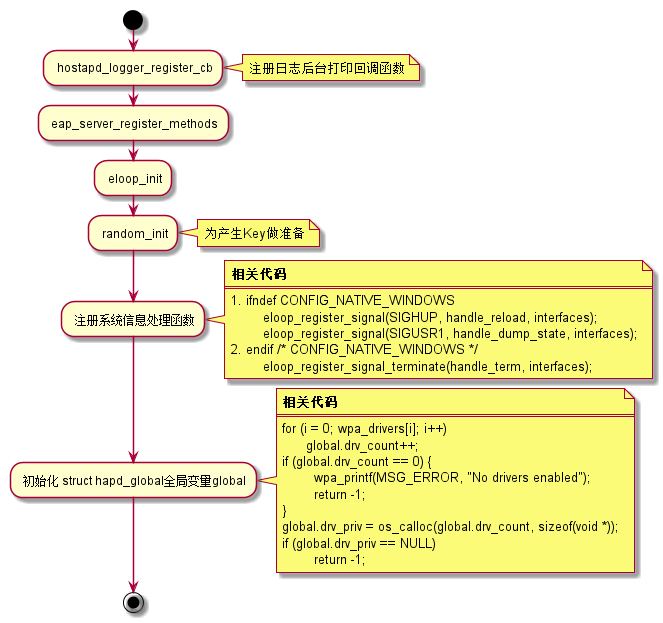 hostapd_logger_register_cb
注册日志后台打印回调函数
eap_server_register_methods
eloop_init
random_init
为产生Key做准备
注册系统信息处理函数
相关代码
1. ifndef CONFIG_NATIVE_WINDOWS
eloop_register_signal(SIGHUP, handle_reload, interfaces);
eloop_register_signal(SIGUSR1, handle_dump_state, interfaces);
2. endif /* CONFIG_NATIVE_WINDOWS */
eloop_register_signal_terminate(handle_term, interfaces);
初始化 struct hapd_global全局变量global
相关代码
for (i = 0; wpa_drivers[i]; i++)
global.drv_count++;
if (global.drv_count == 0) {
wpa_printf(MSG_ERROR, "No drivers enabled");
return -1;
}
global.drv_priv = os_calloc(global.drv_count, sizeof(void *));
if (global.drv_priv == NULL)
return -1;